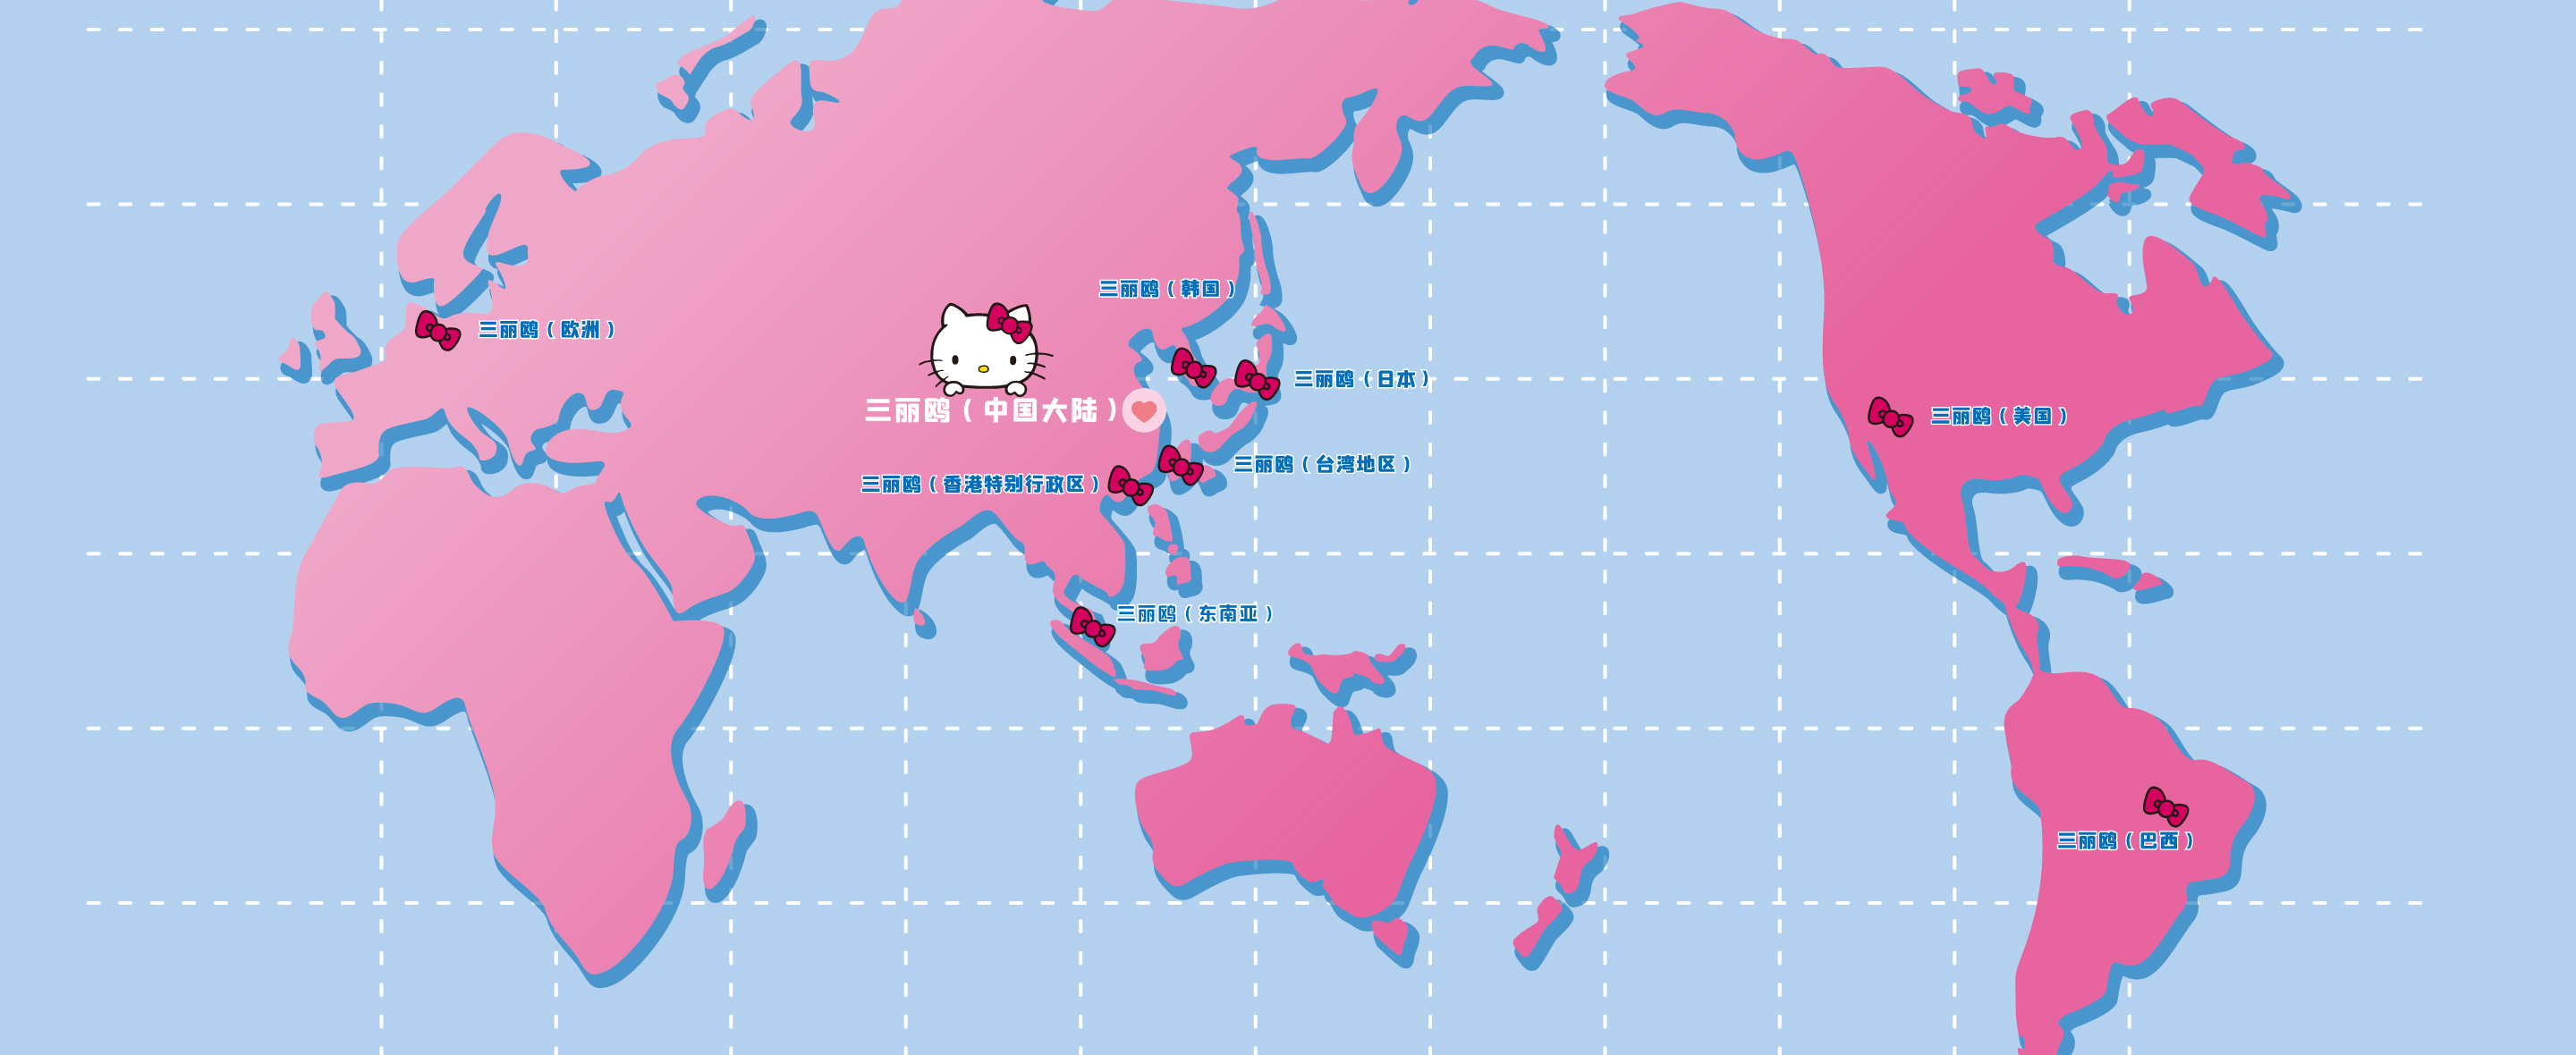 三丽鸥（韩国）
三丽鸥（欧洲）
三丽鸥（日本）
三丽鸥（中国大陆）
三丽鸥（美国）
三丽鸥（台湾地区）
三丽鸥（香港特别行政区）
三丽鸥（东南亚）
三丽鸥（巴西）